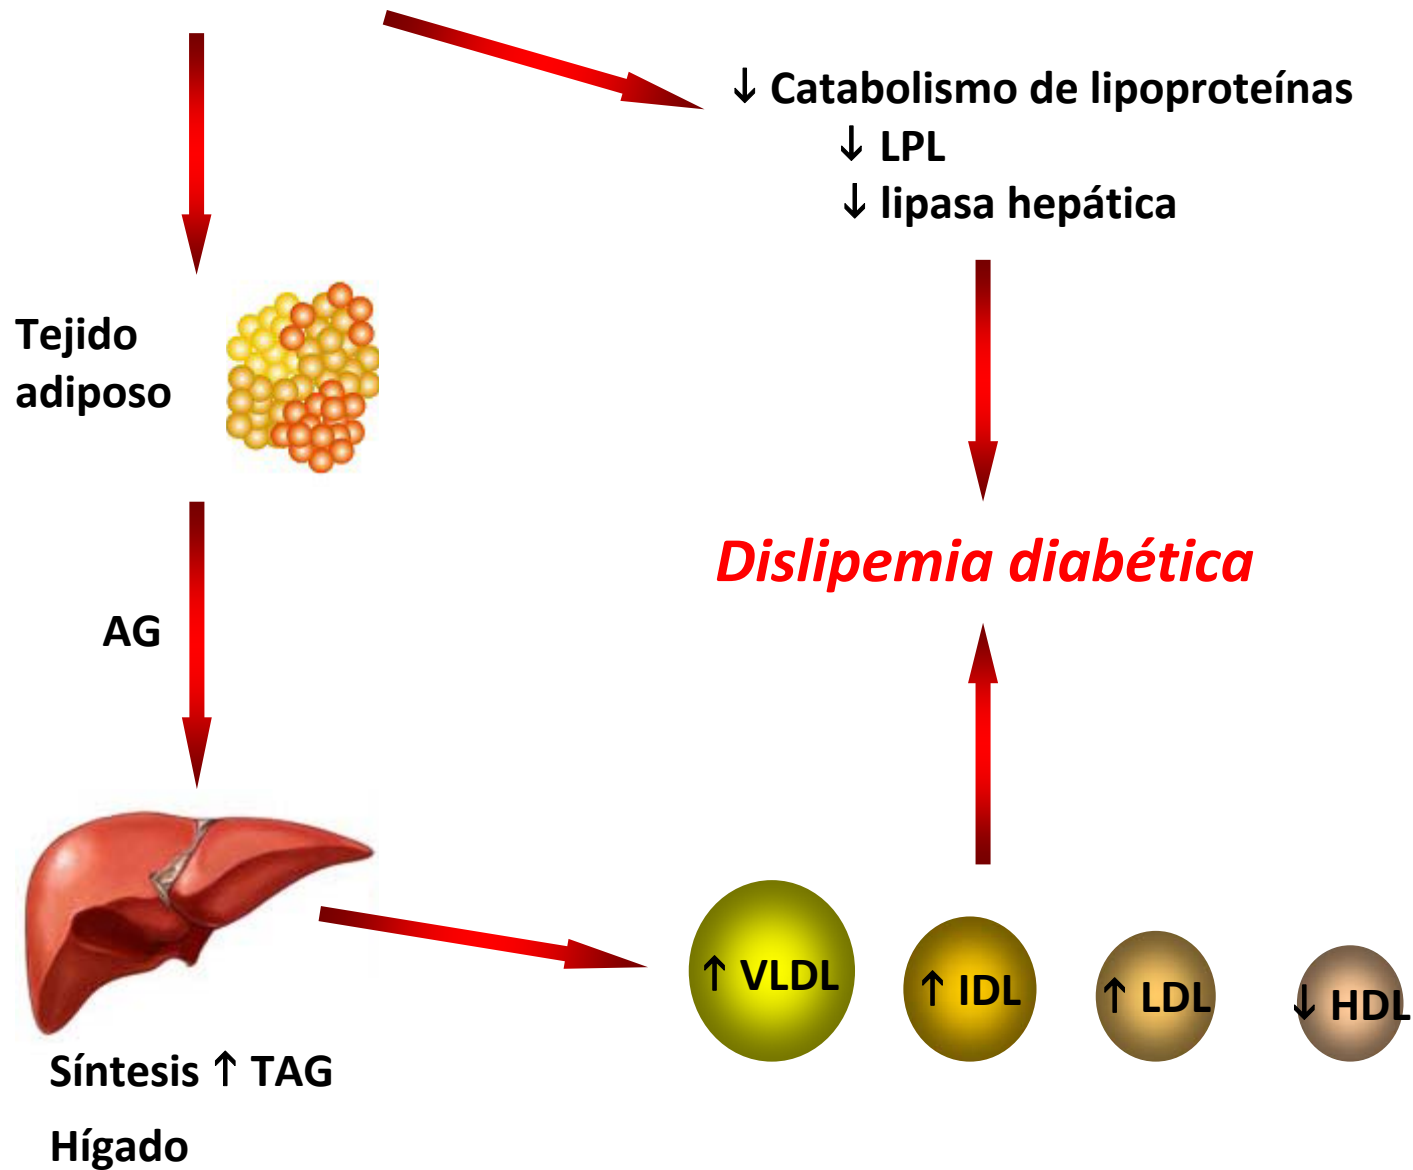 ↓ Catabolismo de lipoproteínas
↓ LPL
↓ lipasa hepática
Tejido
adiposo
Dislipemia diabética
AG
↑ VLDL
↑ IDL
↑ LDL
↓ HDL
Síntesis ↑ TAG
Hígado